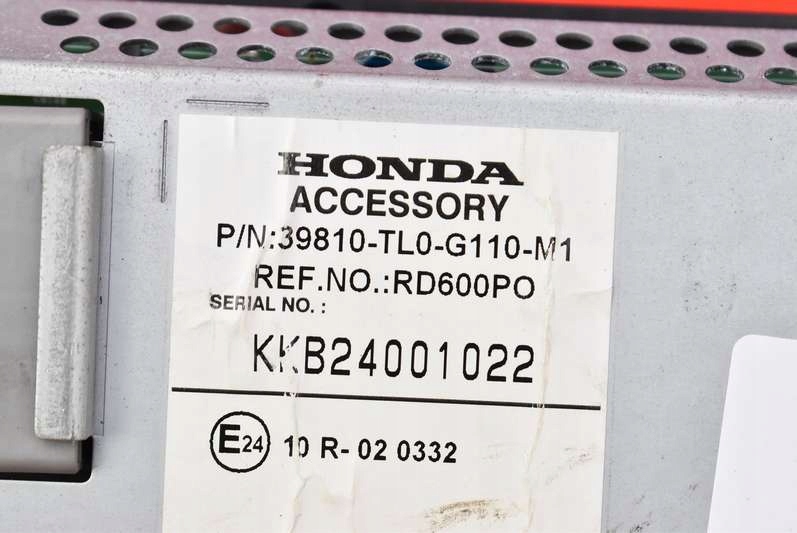 HONDA
ACCESSORY
P/N:39810-TL0-G110-M1
REF.NO.:RD600PO
SERIAL NO. :
KKB24001022
E24 10 R- 02 0332